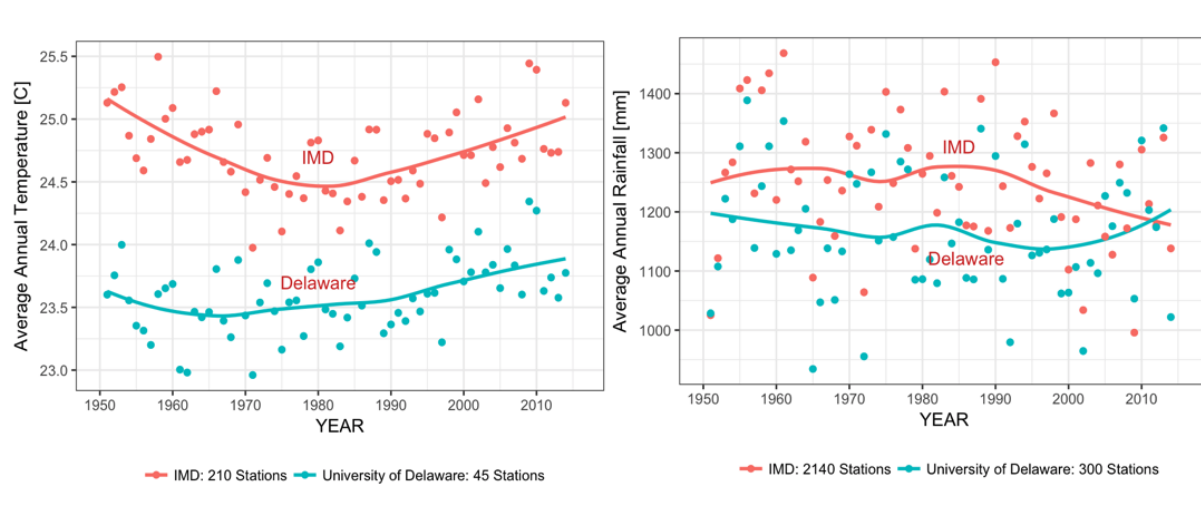 Average Annual Temperature [C]
25.5
25.0
24.5
24.0
23.5
23.0
IMD
Delaware
1950 1960 1970 1980 1990 2000 2010
YEAR
IMD: 210 Stations University of Delaware: 45 Stations
Average Annual Rainfall [mm]
1400
1300
1200
1100
1000
IMD
Delaware
1950 1960 1970 1980 1990 2000 2010
YEAR
IMD: 2140 Stations University of Delaware: 300 Stations